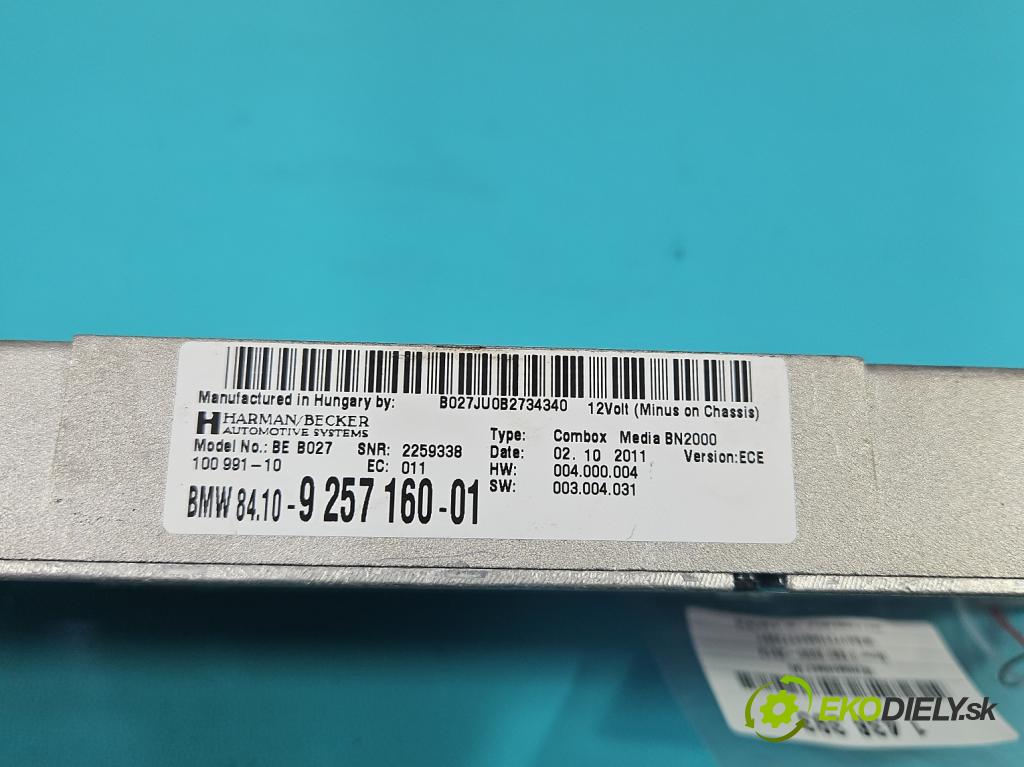 Manufactured in Hungary by: B027JU0B2734340 12Volt (Minus on Chassis)
HARMAN/BECKER
AUTOMOTIVE SYSTEMS
Model No.: BE B027 SNR: 2259338
100 991-10 EC: 011
BMW 84.10-9 257 160-01
Type: Combox Media BN2000
Date: 02. 10 2011 Version:ECE
HW: 004.000.004
SW: 003.004.031
EKODIELY.sk